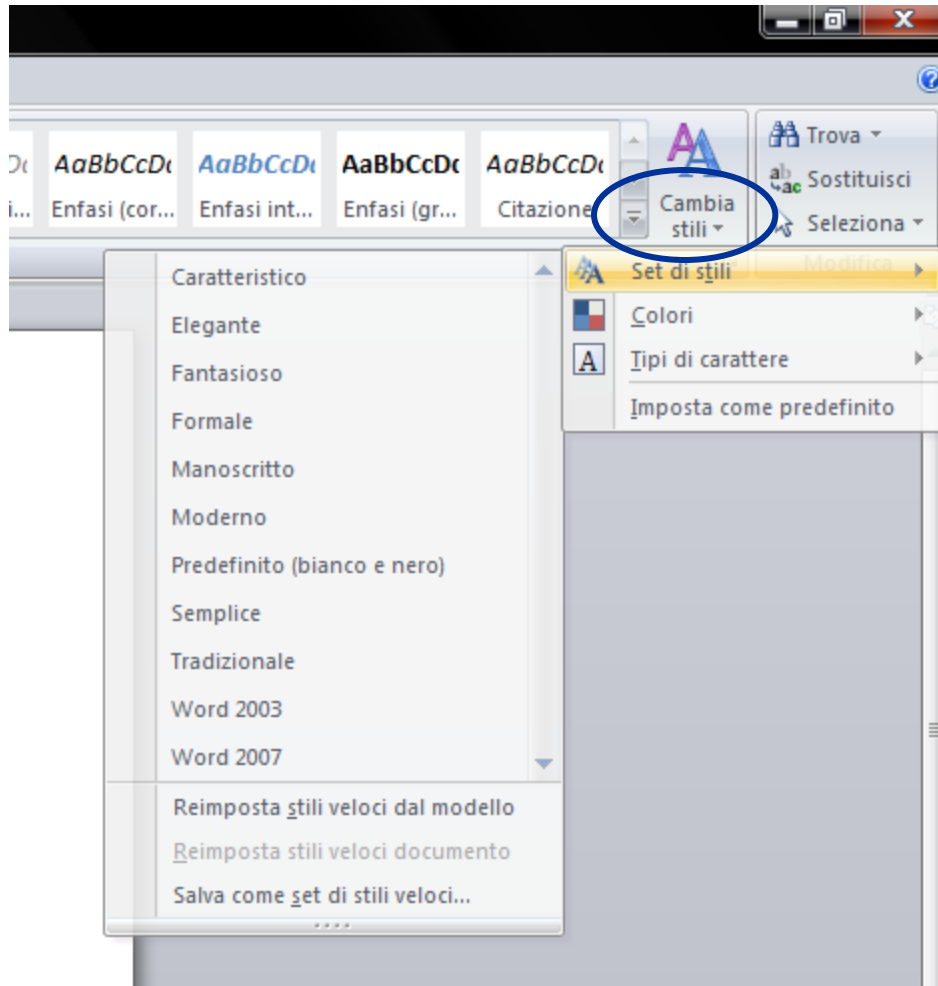 AaBbCcDc AaBbCcDc AaBbCcDc AaBbCcDc
Enfasi (cor... Enfasi int... Enfasi (gr... Citazione
Cambia
stili
Trova
Sostituisci
Seleziona
Modifica
Set di stili
Colori
Tipi di carattere
Imposta come predefinito
Caratteristico
Elegante
Fantasioso
Formale
Manoscritto
Moderno
Predefinito (bianco e nero)
Semplice
Tradizionale
Word 2003
Word 2007
Reimposta stili veloci dal modello
Reimposta stili veloci documento
Salva come set di stili veloci...